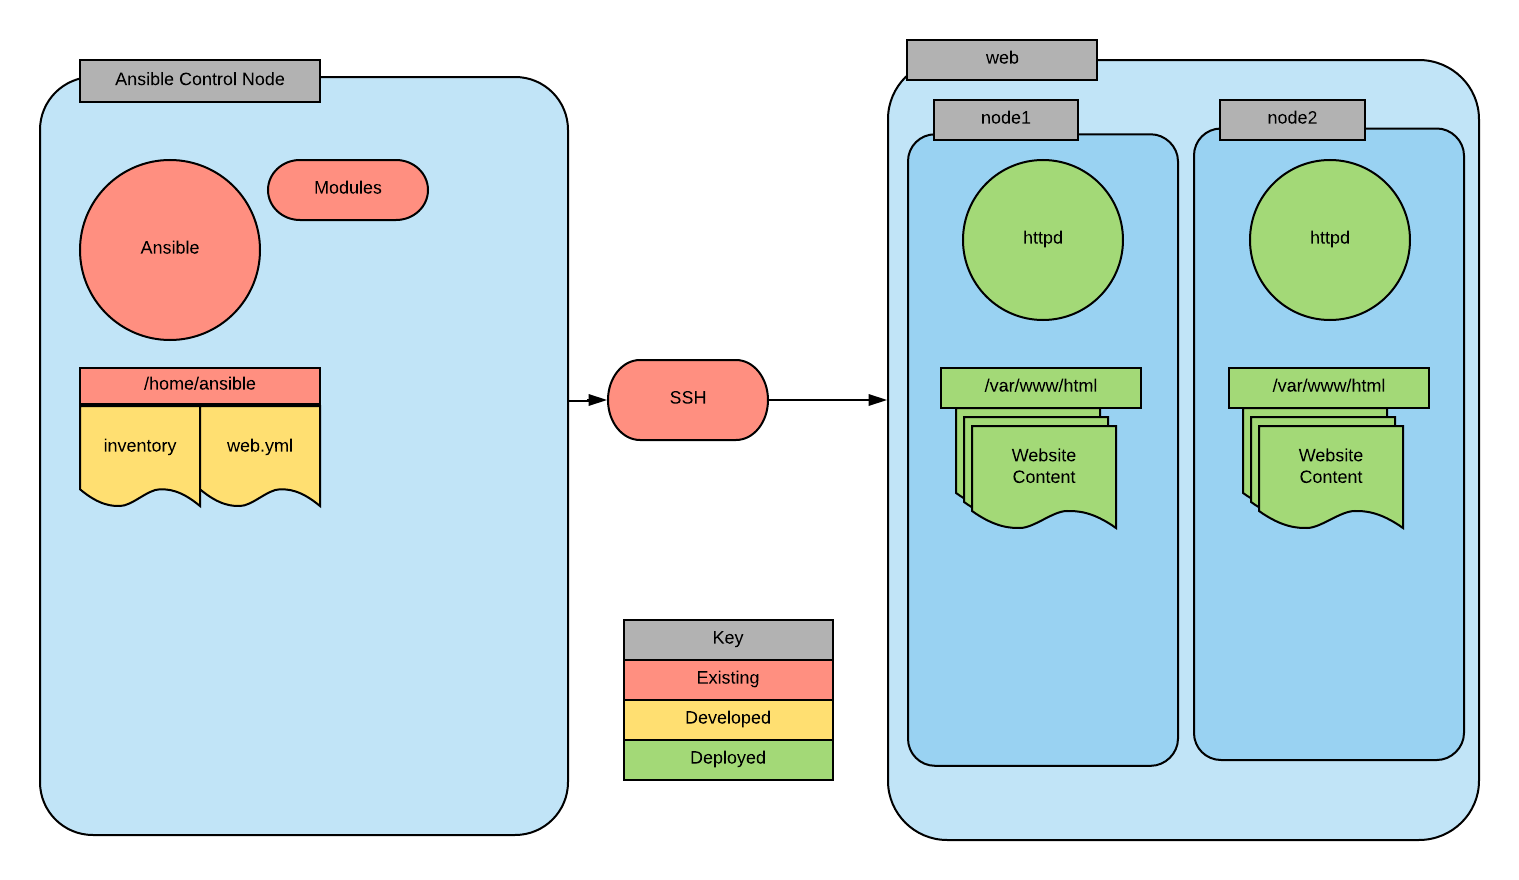 Ansible Control Node
Modules
Ansible
/home/ansible
inventory
web.yml
SSH
Key
Existing
Developed
Deployed
web
node1
httpd
/var/www/html
Website
Content
node2
httpd
/var/www/html
Website
Content